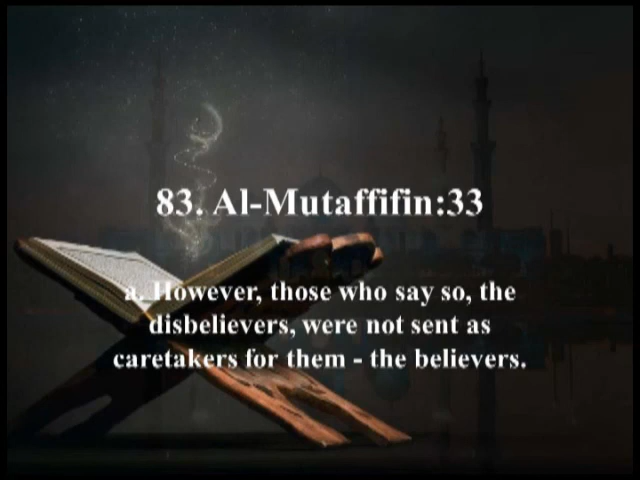 83. Al-Mutaffifin:33
a. However, those who say so, the
disbelievers, were not sent as
caretakers for them - the believers.